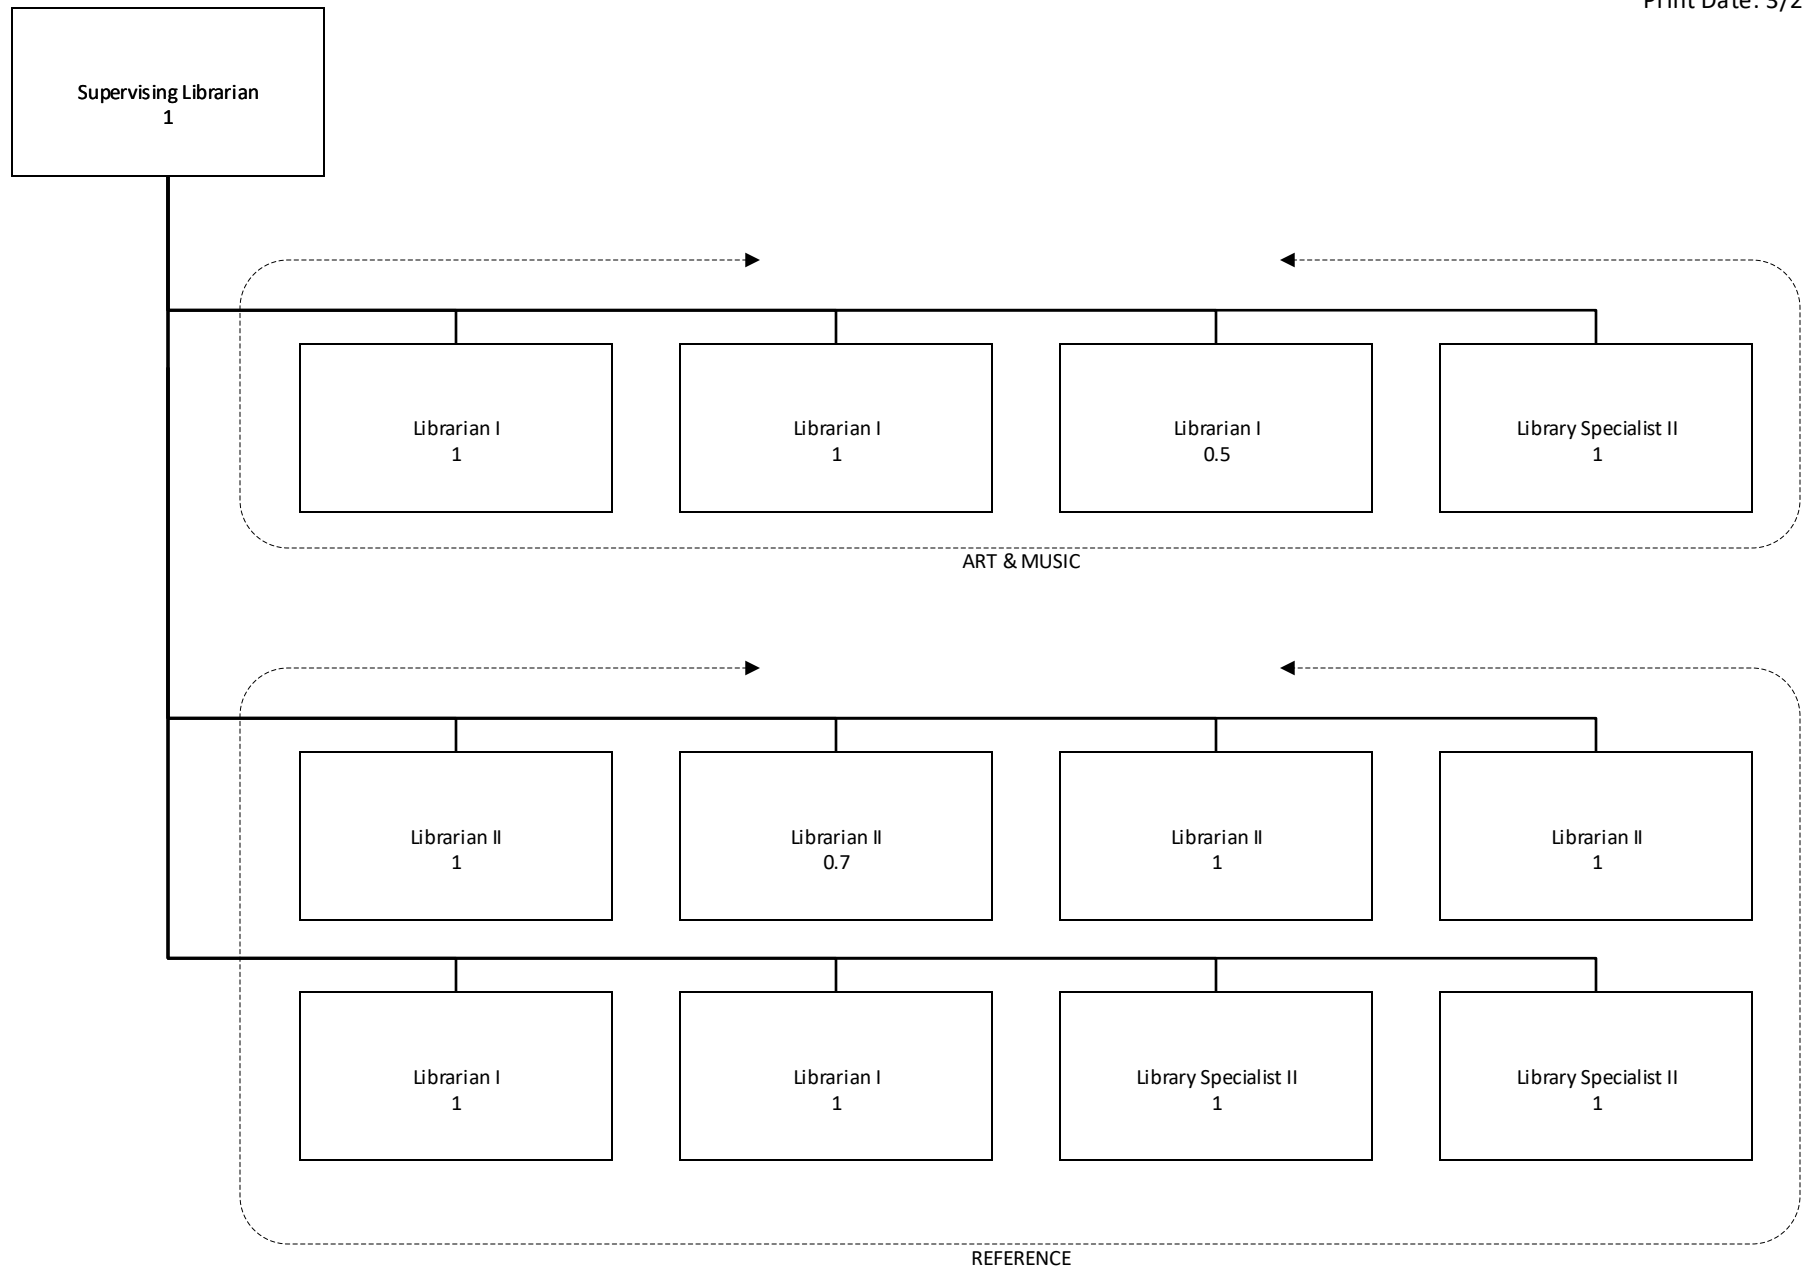 Print Date: 3/2
Supervising Librarian
1
Librarian I
1
Librarian I
1
Librarian I
0.5
Library Specialist II
1
ART & MUSIC
Librarian II
1
Librarian II
0.7
Librarian II
1
Librarian II
1
Librarian I
1
Librarian I
1
Library Specialist II
1
Library Specialist II
1
REFERENCE